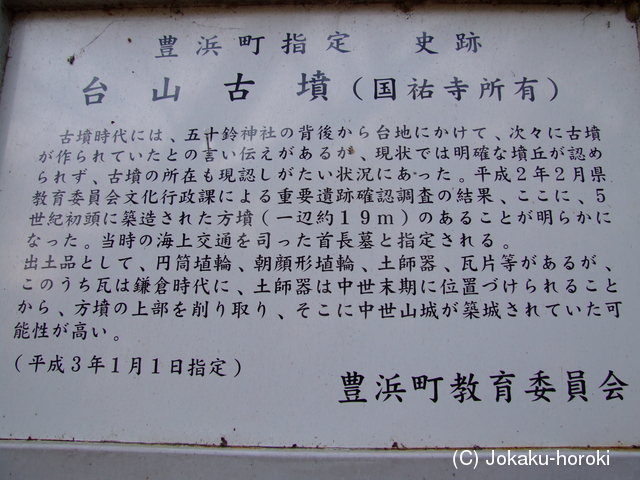 豊浜町指定　史跡
台山古墳（国祐寺所有）
古墳時代には、五十鈴神社の背後から台地にかけて、次々に古墳
が作られていたとの言い伝えがあるが、現状では明確な墳丘が認め
られず、古墳の所在も現認しがたい状況にあった。平成２年２月県
教育委員会文化行政課による重要遺跡確認調査の結果、ここに、５
世紀初頭に築造された方墳（一辺約１９ｍ）のあることが明らかに
なった。当時の海上交通を司った首長墓と指定される。
出土品として、円筒埴輪、朝顔形埴輪、土師器、瓦片等があるが、
このうち瓦は鎌倉時代に、土師器は中世末期に位置づけられること
から、方墳の上部を削り取り、そこに中世山城が築城されていた可
能性が高い。
（平成３年１月１日指定）
豊浜町教育委員会
(C) Jokaku-horoki